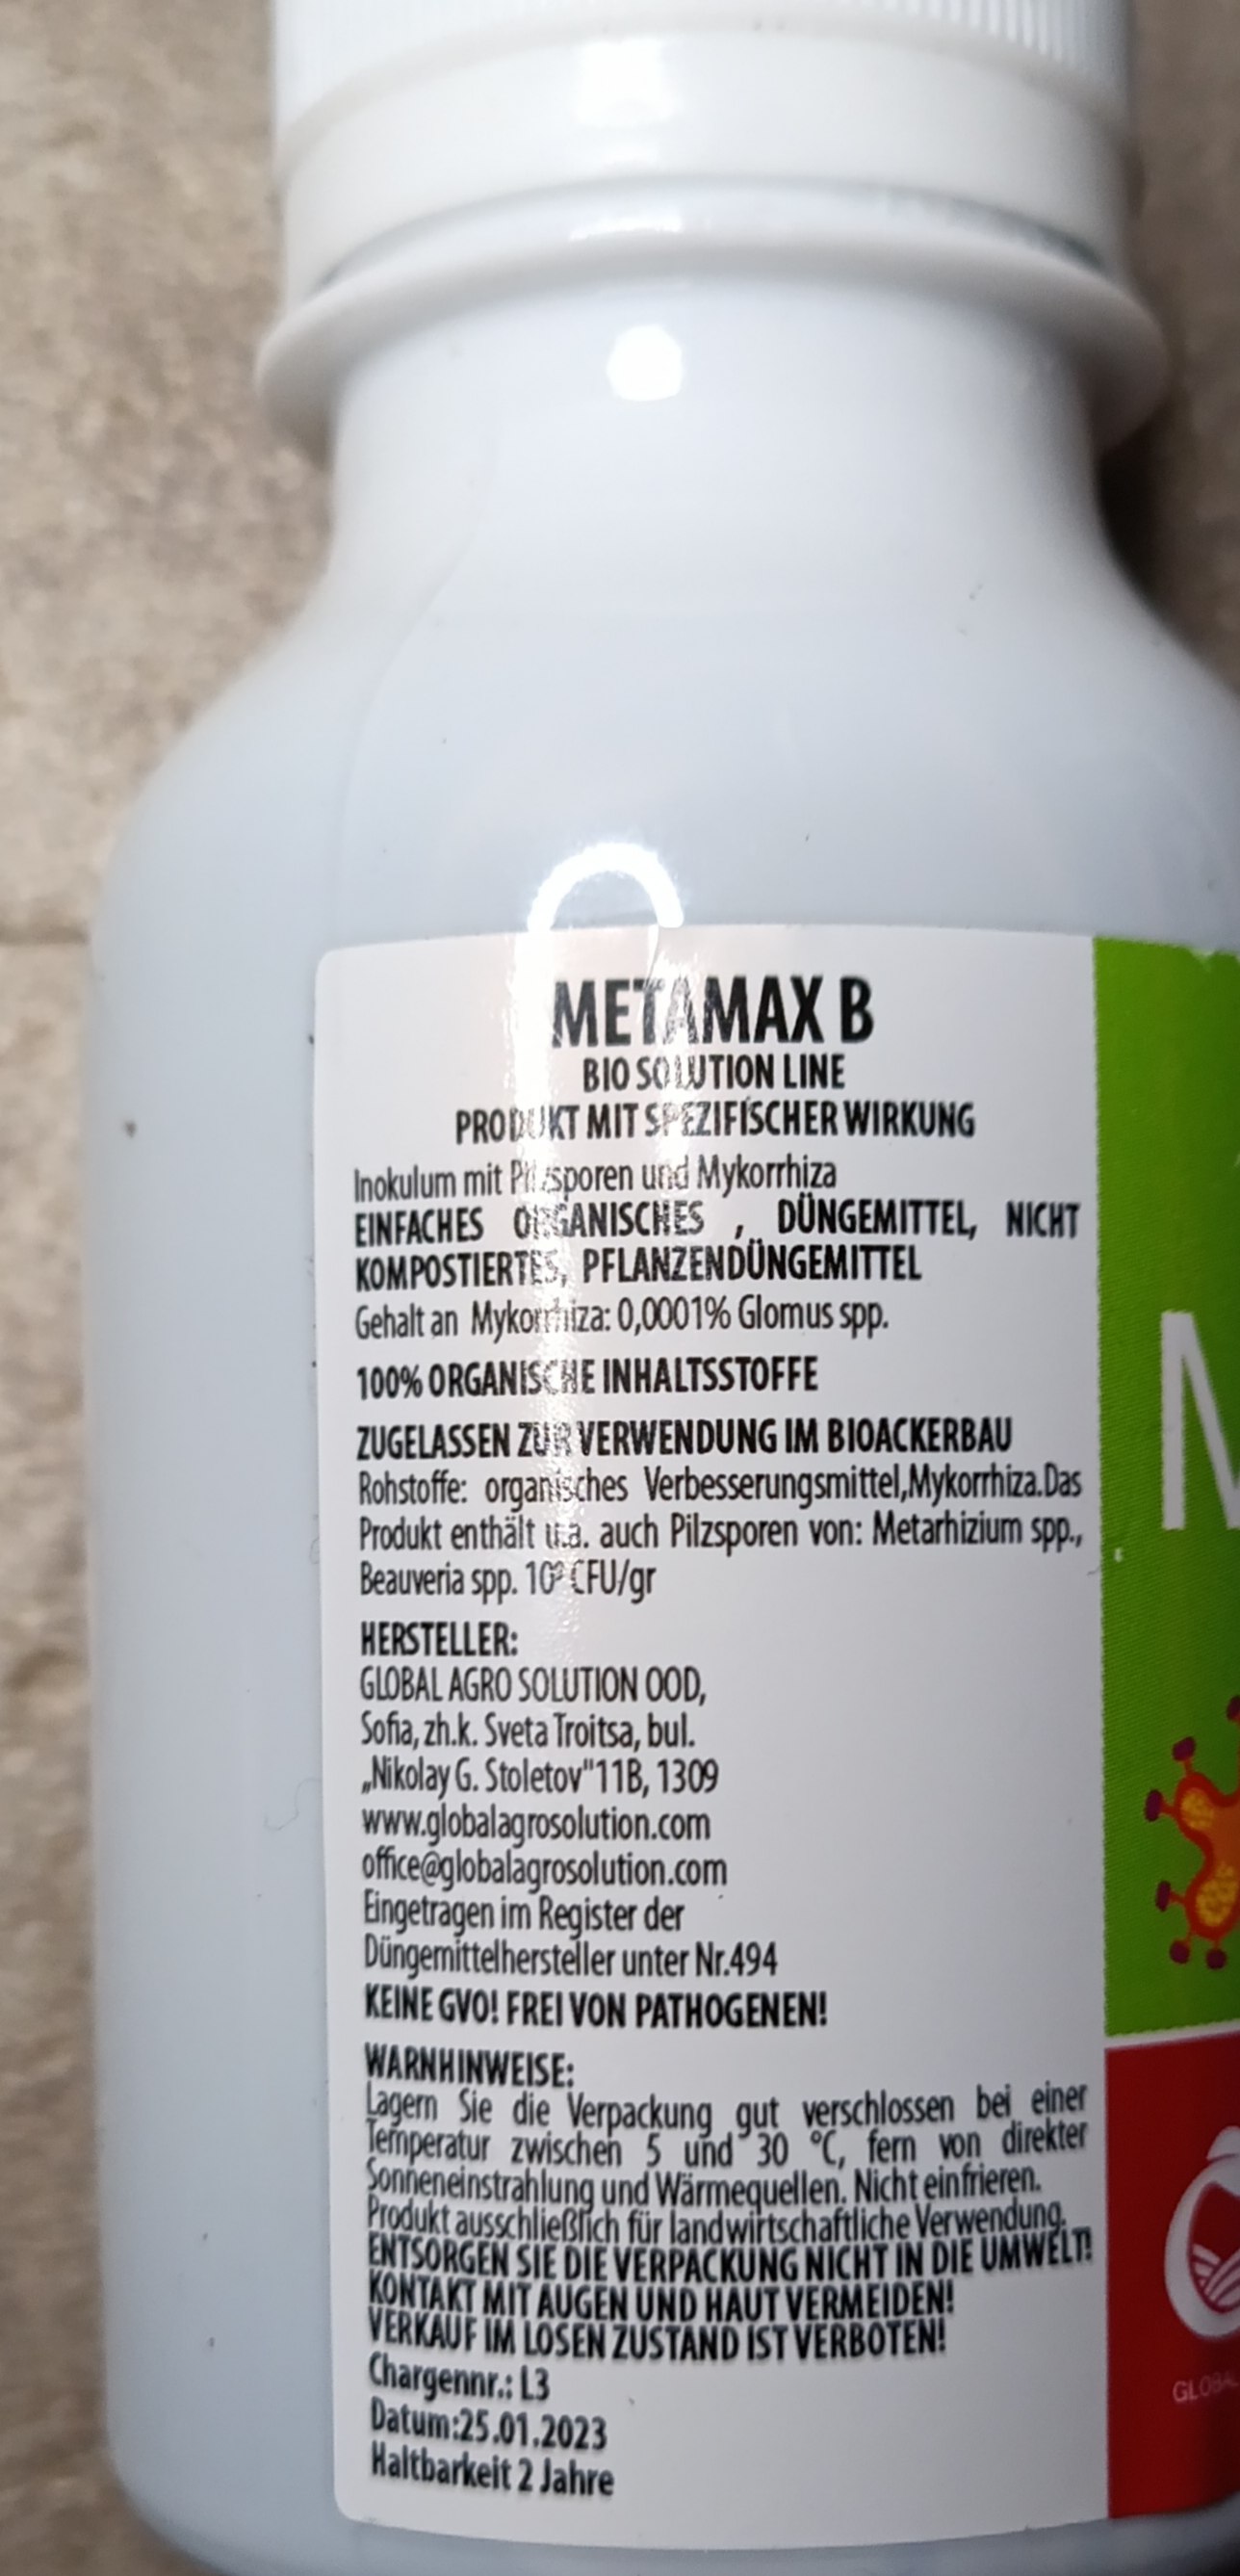 METAMAX B
BIO SOLUTION LINE
PRODUKT MIT SPEZIFISCHER WIRKUNG
Inokulum mit Pilzsporen und Mykorrhiza
EINFACHES ORGANISCHES , DÜNGEMITTEL, NICHT
KOMPOSTIERTES, PFLANZENDÜNGEMITTEL
Gehalt an Mykorrhiza: 0,0001% Glomus spp.
100% ORGANISCHE INHALTSSTOFFE
ZUGELASSEN ZUR VERWENDUNG IM BIOACKERBAU
Rohstoffe: organisches Verbesserungsmittel,Mykorrhiza.Das
Produkt enthält u.a. auch Pilzsporen von: Metarhizium spp.,
Beauveria spp. CFU/gr
HERSTELLER:
GLOBAL AGRO SOLUTION OOD,
Sofia, zh.k. Sveta Troitsa, bul.
„Nikolay G. Stoletov"11B, 1309
www.globalagrosolution.com
office@globalagrosolution.com
Eingetragen im Register der
Düngemittelhersteller unter Nr.494
KEINE GVO! FREI VON PATHOGENEN!
WARNHINWEISE:
Lagern Sie die Verpackung gut verschlossen bei einer
Temperatur zwischen 5 und 30 °C, fern von direkter
Sonneneinstrahlung und Wärmequellen. Nicht einfrieren.
Produkt ausschließlich für landwirtschaftliche Verwendung.
ENTSORGEN SIE DIE VERPACKUNG NICHT IN DIE UMWELT!
KONTAKT MIT AUGEN UND HAUT VERMEIDEN!
VERKAUF IM LOSEN ZUSTAND IST VERBOTEN!
Chargennr.: L3
Datum:25.01.2023
Haltbarkeit 2 Jahre
M
GLOBAL